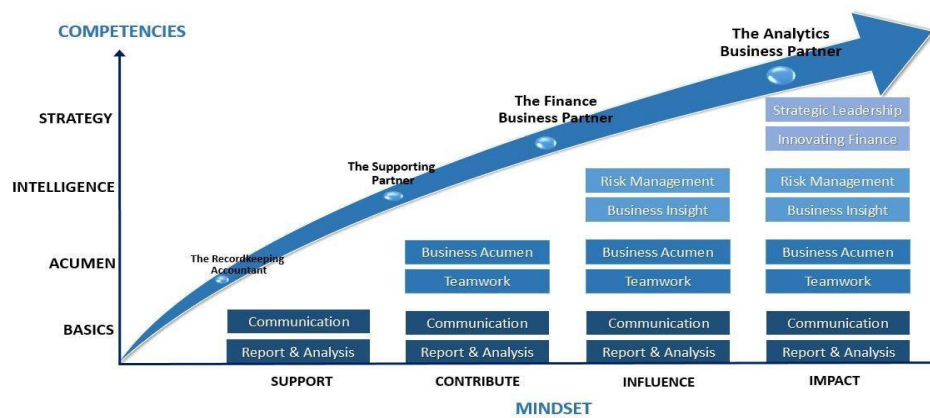 COMPETENCIES
The Analytics
Business Partner
The Finance
Business Partner
Strategic Leadership
STRATEGY
Innovating Finance
The Supporting
Partner
INTELLIGENCE
Risk Management
Risk Management
Business Insight
Business Insight
The Recordkeeping
Accountant
ACUMEN
Business Acumen
Business Acumen
Business Acumen
Teamwork
Teamwork
Teamwork
BASICS
Communication
Communication
Communication
Communication
Report & Analysis
Report & Analysis
Report & Analysis
Report & Analysis
SUPPORT
CONTRIBUTE
INFLUENCE
IMPACT
MINDSET